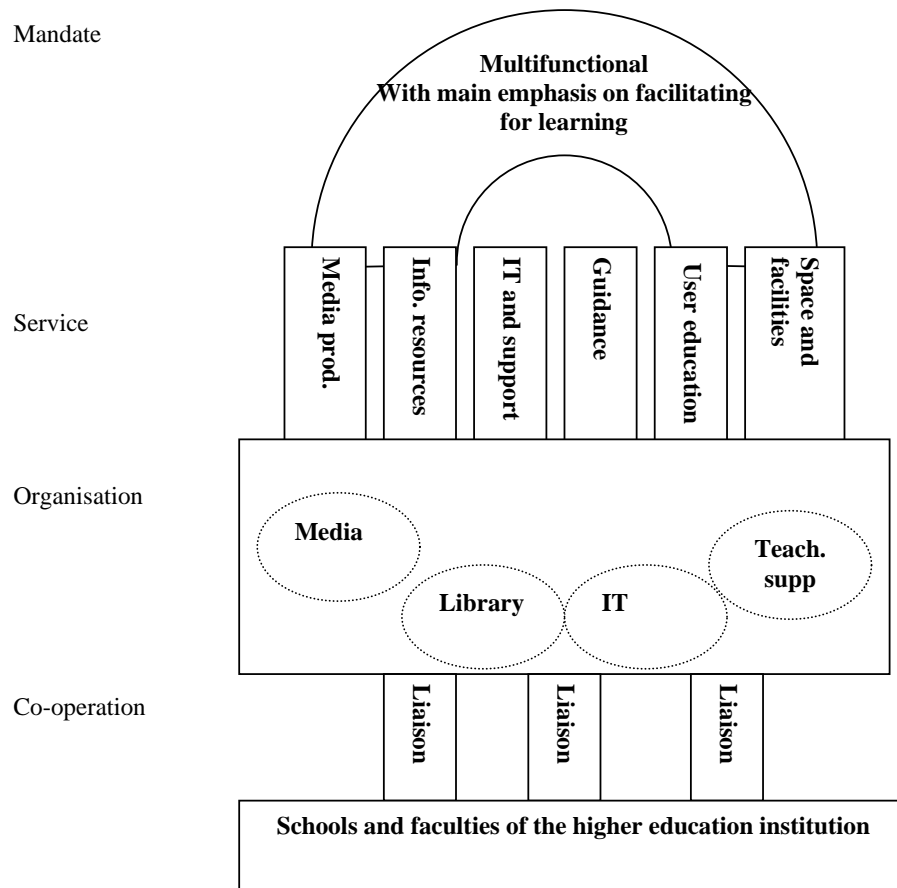 Mandate
Multifunctional
With main emphasis on facilitating
for learning
Service
Media prod.
Info. resources
IT and support
Guidance
User education
Space and
facilities
Organisation
Media
Library
IT
Teach.
supp
Co-operation
Liaison
Liaison
Liaison
Schools and faculties of the higher education institution